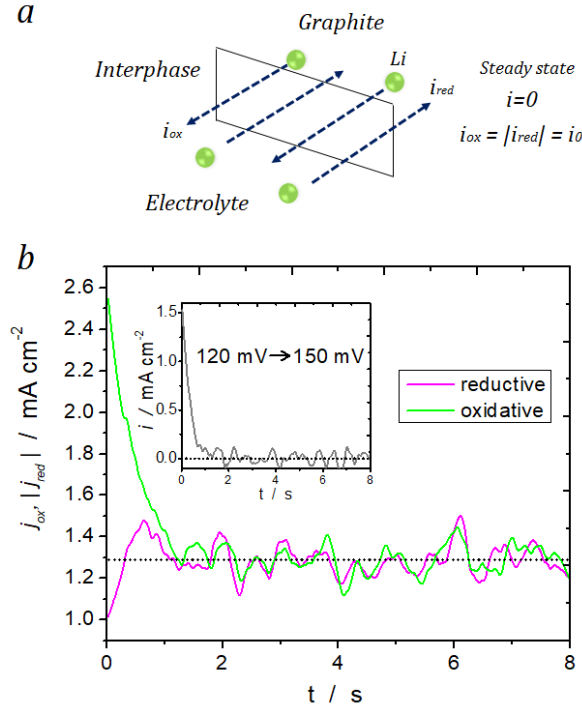 a
Graphite
Interphase
Li
Steady state
i_red
i=0
i_ox
i_ox = |i_red| = i_0
Electrolyte
b
j_ox, |j_red| / mA cm⁻²
2.6
2.4
2.2
2.0
1.8
1.6
1.4
1.2
1.0
i / mA cm⁻²
1.5
1.0
0.5
0.0
120 mV→150 mV
0 2 4 6 8
t / s
reductive
oxidative
0 2 4 6 8
t / s